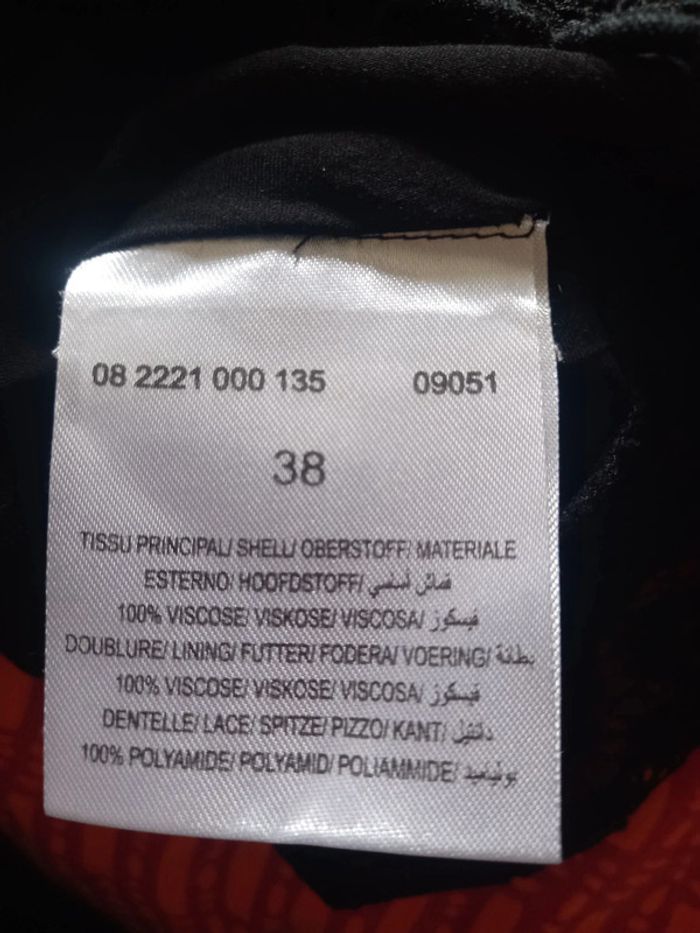 08 2221 000 135 09051
38
TISSU PRINCIPAL/ SHELL/ OBERSTOFF/ MATERIALE
ESTERNO/ HOOFDSTOFF/ قماش أساسي
100% VISCOSE/ VISKOSE/ VISCOSA/ فيسكوز
DOUBLURE/ LINING/ FUTTER/ FODERA/ VOERING/ بطانة
100% VISCOSE/ VISKOSE/ VISCOSA/ فيسكوز
DENTELLE/ LACE/ SPITZE/ PIZZO/ KANT/ دانتيل
100% POLYAMIDE/ POLYAMID/ POLIAMMIDE/